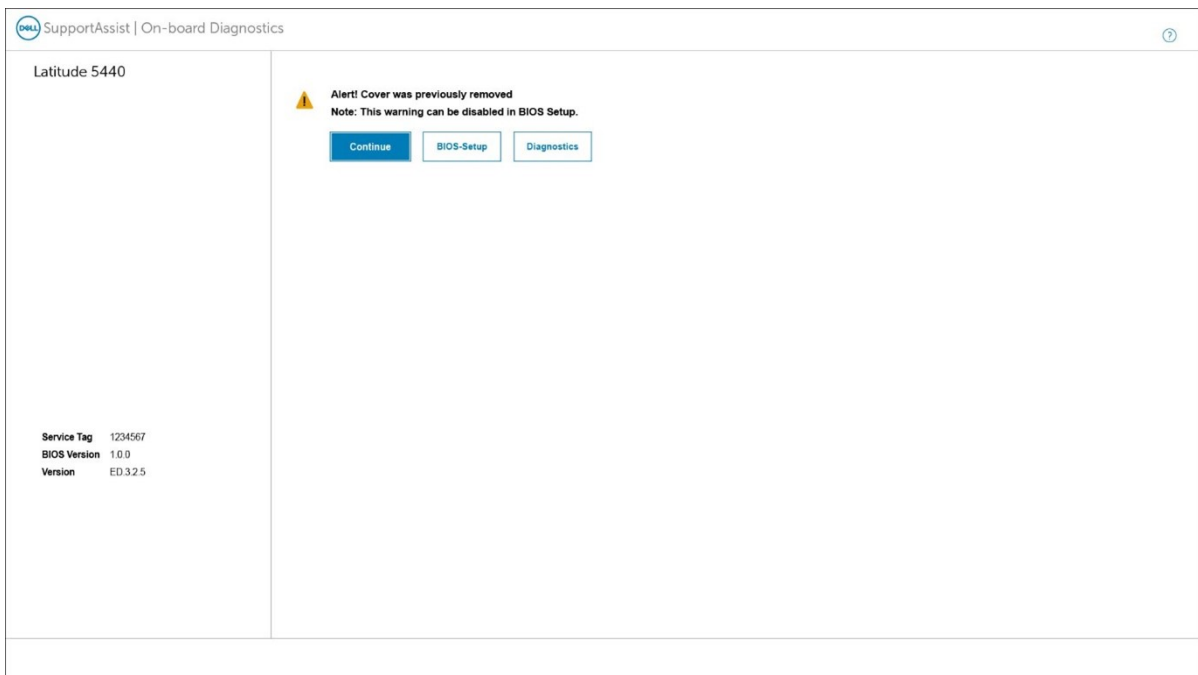 DELL SupportAssist | On-board Diagnostics
?
Latitude 5440
Alert! Cover was previously removed
Note: This warning can be disabled in BIOS Setup.
Continue BIOS-Setup Diagnostics
Service Tag 1234567
BIOS Version 1.0.0
Version ED.3.2.5